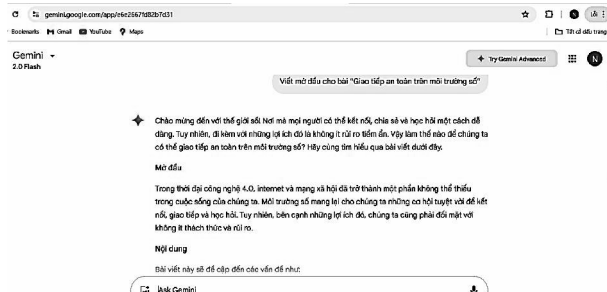 gemini.google.com/app/e6e2667fd82b7d31
Bookmarks Gmail YouTube Maps
Tất cả dấu trang
Gemini
2.0 Flash
Try Gemini Advanced
N
Viết mở đầu cho bài "Giao tiếp an toàn trên môi trường số"
Chào mừng đến với thế giới số! Nơi mà mọi người có thể kết nối, chia sẻ và học hỏi một cách dễ
dàng. Tuy nhiên, đi kèm với những lợi ích đó là không ít rủi ro tiềm ẩn. Vậy làm thế nào để chúng ta
có thể giao tiếp an toàn trên môi trường số? Hãy cùng tìm hiểu qua bài viết dưới đây.
Mở đầu
Trong thời đại công nghệ 4.0, internet và mạng xã hội đã trở thành một phần không thể thiếu
trong cuộc sống của chúng ta. Môi trường số mang lại cho chúng ta những cơ hội tuyệt vời để kết
nối, giao tiếp và học hỏi. Tuy nhiên, bên cạnh những lợi ích đó, chúng ta cũng phải đối mặt với
không ít thách thức và rủi ro.
Nội dung
Bài viết này sẽ đề cập đến các vấn đề như:
Ask Gemini